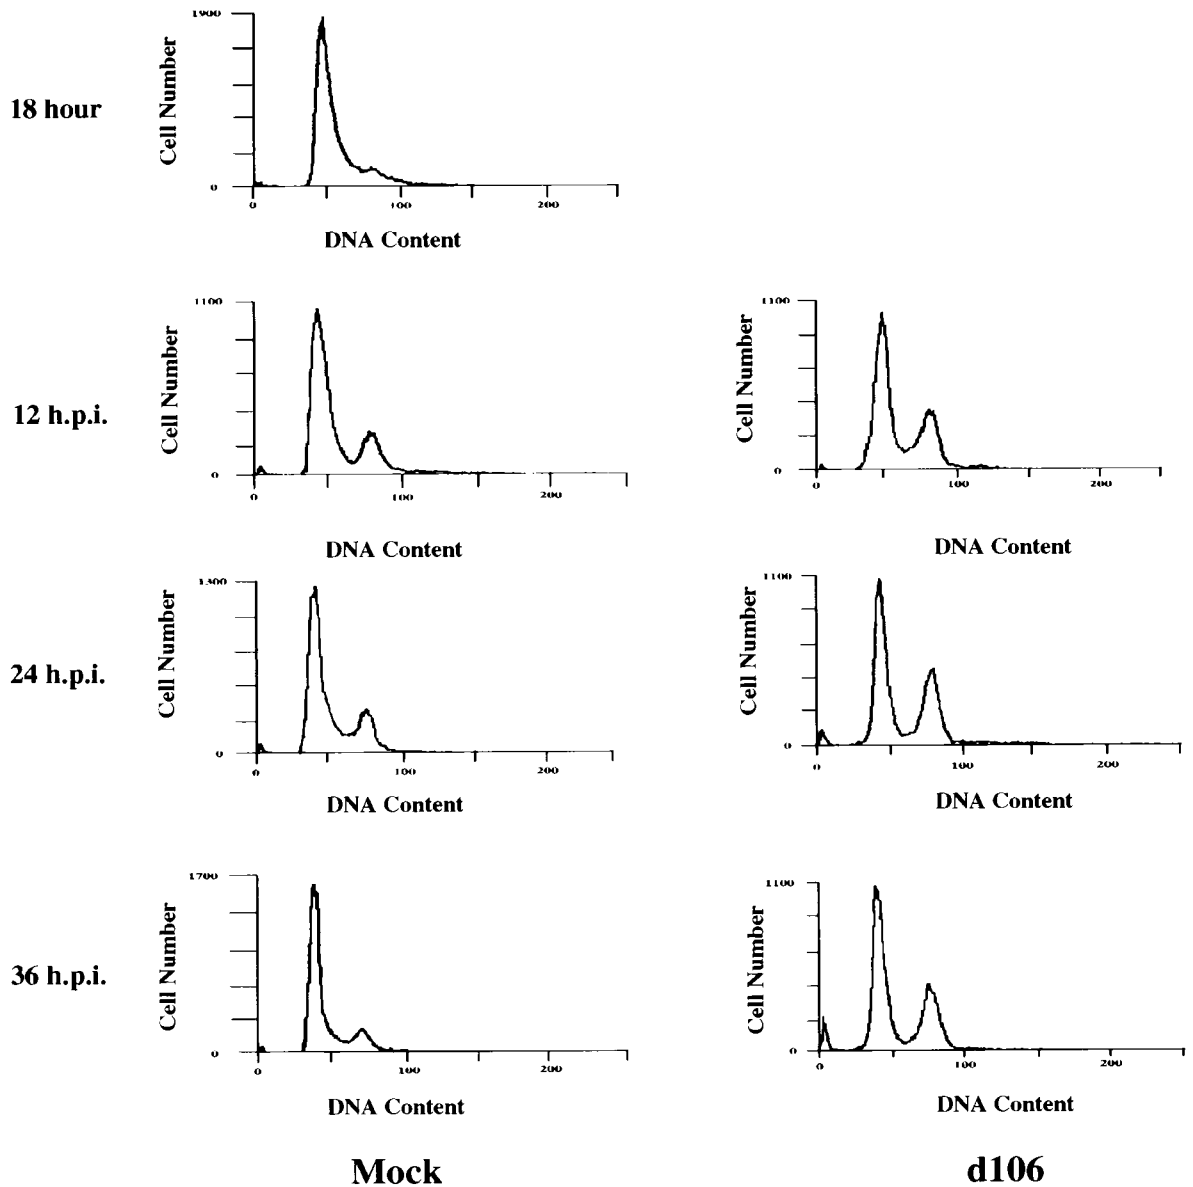 1900
18 hour
Cell Number
0
0 100 200
DNA Content
1100
12 h.p.i.
Cell Number
0
0 100 200
DNA Content
1100
Cell Number
0
0 100 200
DNA Content
1300
24 h.p.i.
Cell Number
0
0 100 200
DNA Content
1100
Cell Number
0
0 100 200
DNA Content
1700
36 h.p.i.
Cell Number
0
0 100 200
DNA Content
1100
Cell Number
0
0 100 200
DNA Content
Mock
d106